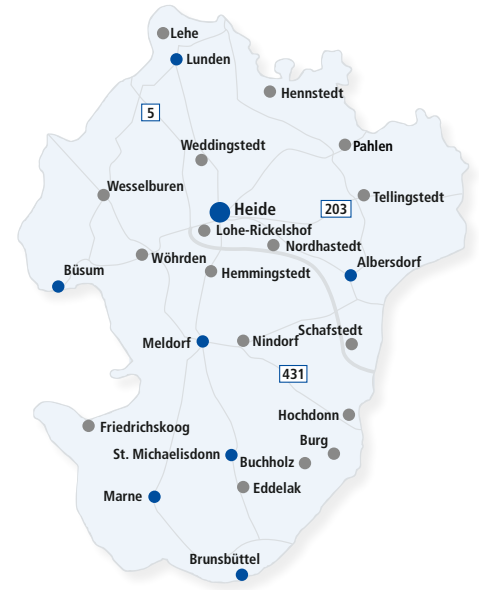 Lehe
Lunden
Hennstedt
5
Weddingstedt
Pahlen
Wesselburen
Tellingstedt
Heide
203
Lohe-Rickelshof
Nordhastedt
Wöhrden
Albersdorf
Büsum
Hemmingstedt
Schafstedt
Meldorf
Nindorf
431
Hochdonn
Friedrichskoog
Burg
St. Michaelisdonn
Buchholz
Eddelak
Marne
Brunsbüttel